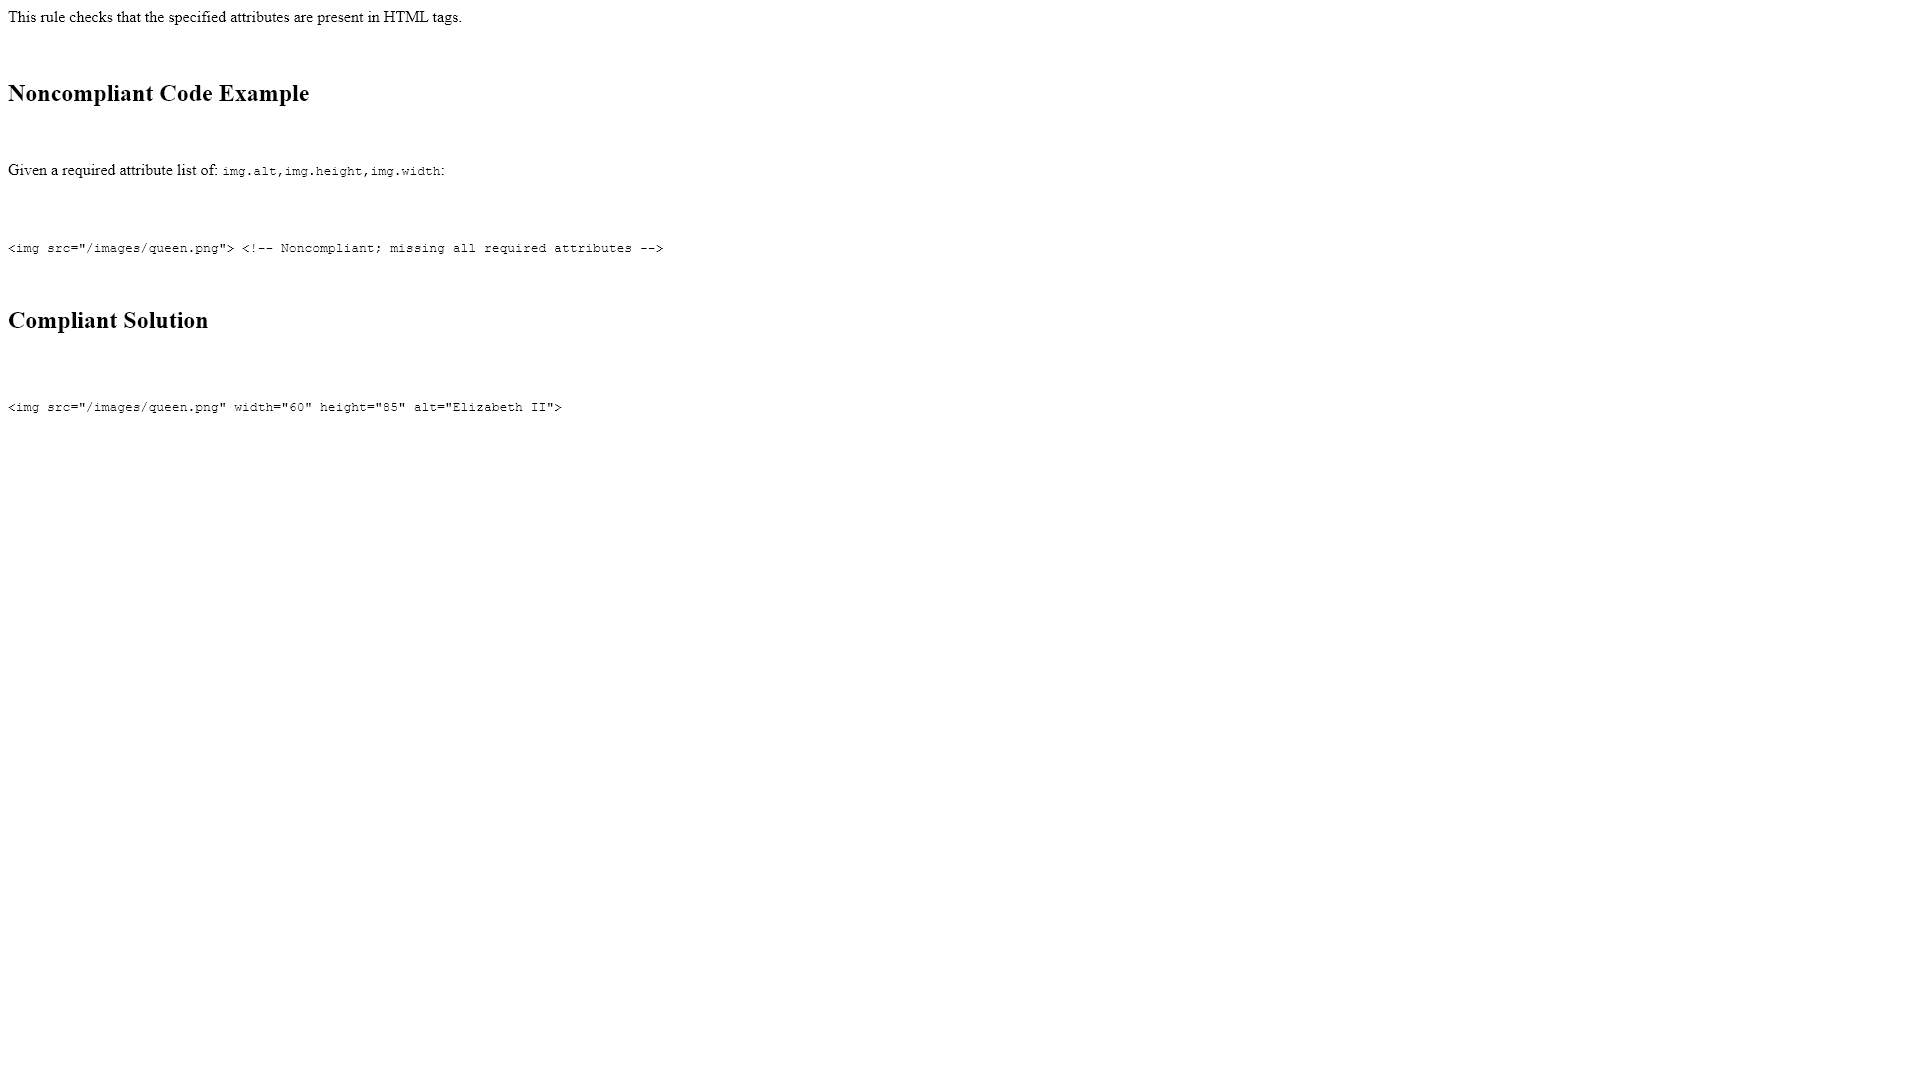 This rule checks that the specified attributes are present in HTML tags.
Noncompliant Code Example
Given a required attribute list of: img.alt,img.height,img.width:
<img src="/images/queen.png"> <!-- Noncompliant; missing all required attributes -->
Compliant Solution
<img src="/images/queen.png" width="60" height="85" alt="Elizabeth II">